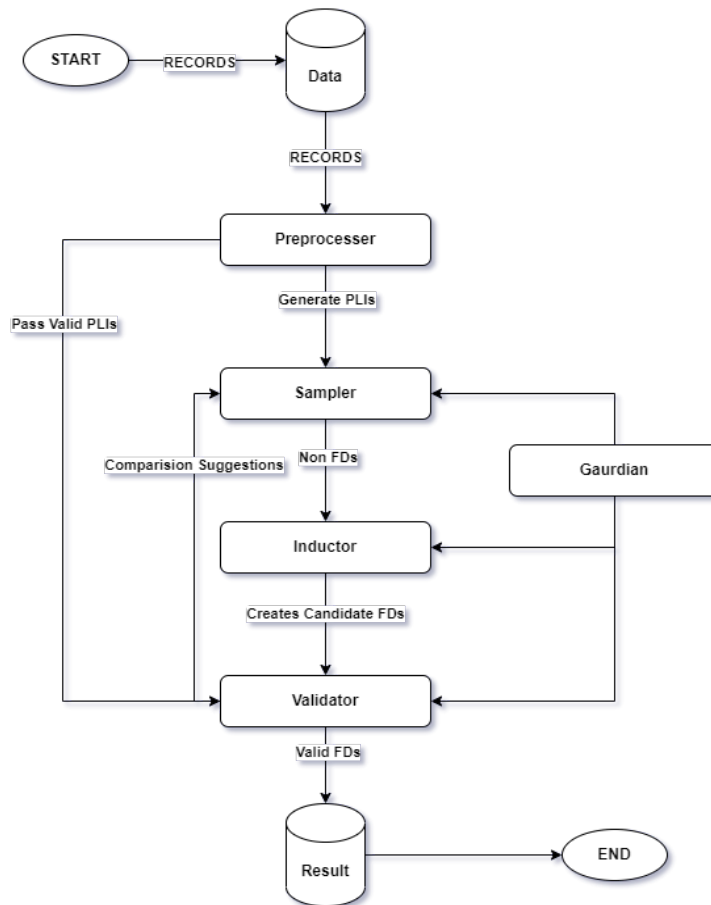 START
RECORDS
Data
RECORDS
Preprocesser
Generate PLIs
Pass Valid PLIs
Sampler
Comparision Suggestions
Non FDs
Gaurdian
Inductor
Creates Candidate FDs
Validator
Valid FDs
Result
END